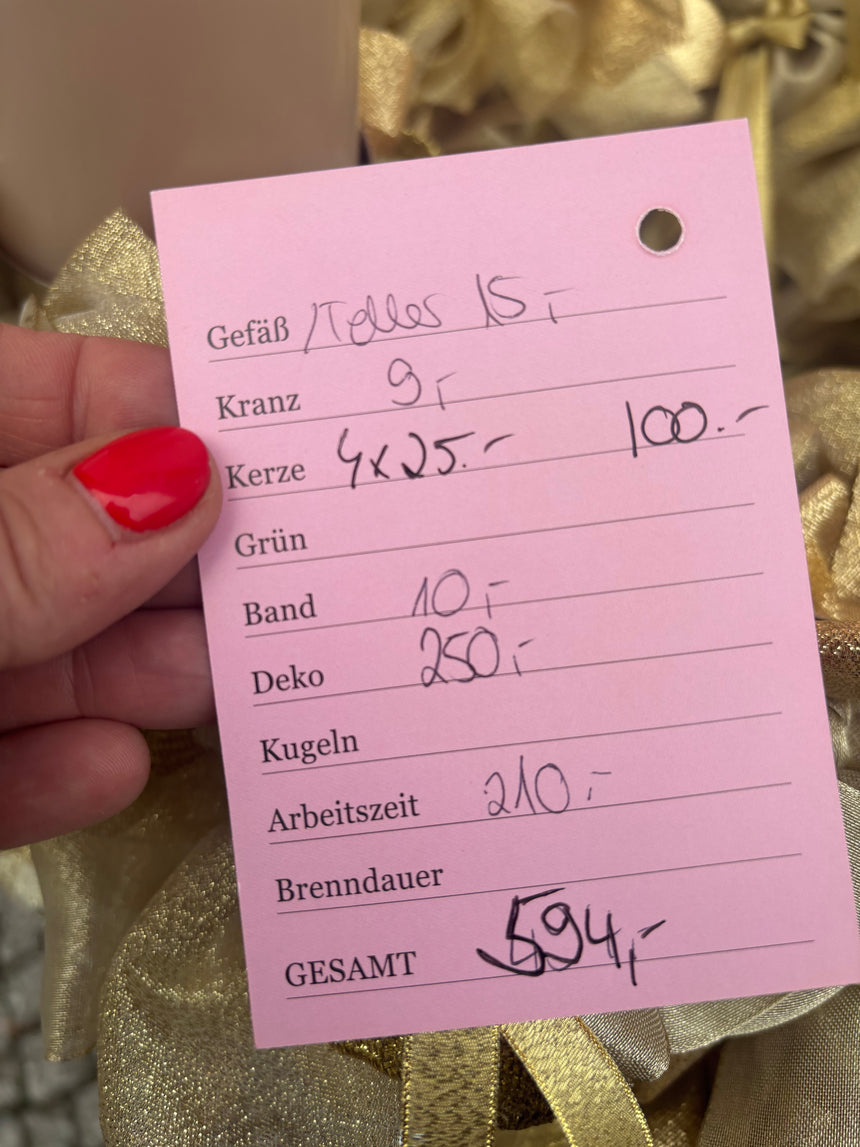 Gefäß /Teller 15,-
Kranz 9,-
Kerze 4x25.- 100.-
Grün
Band 10,-
Deko 250,-
Kugeln
Arbeitszeit 210,-
Brenndauer
GESAMT 594,-